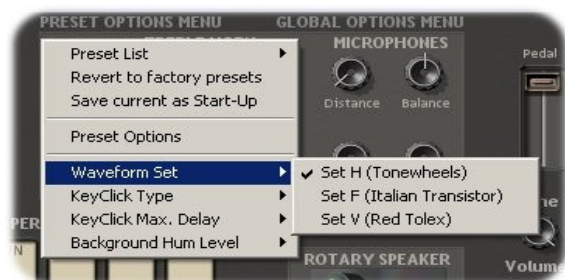 PRESET OPTIONS MENU GLOBAL OPTIONS MENU
MICROPHONES
Pedal
Distance Balance
Preset List
Revert to factory presets
Save current as Start-Up
Preset Options
Waveform Set
KeyClick Type
KeyClick Max. Delay
Background Hum Level
Set H (Tonewheels)
Set F (Italian Transistor)
Set V (Red Tolex)
ROTARY SPEAKER
Volume